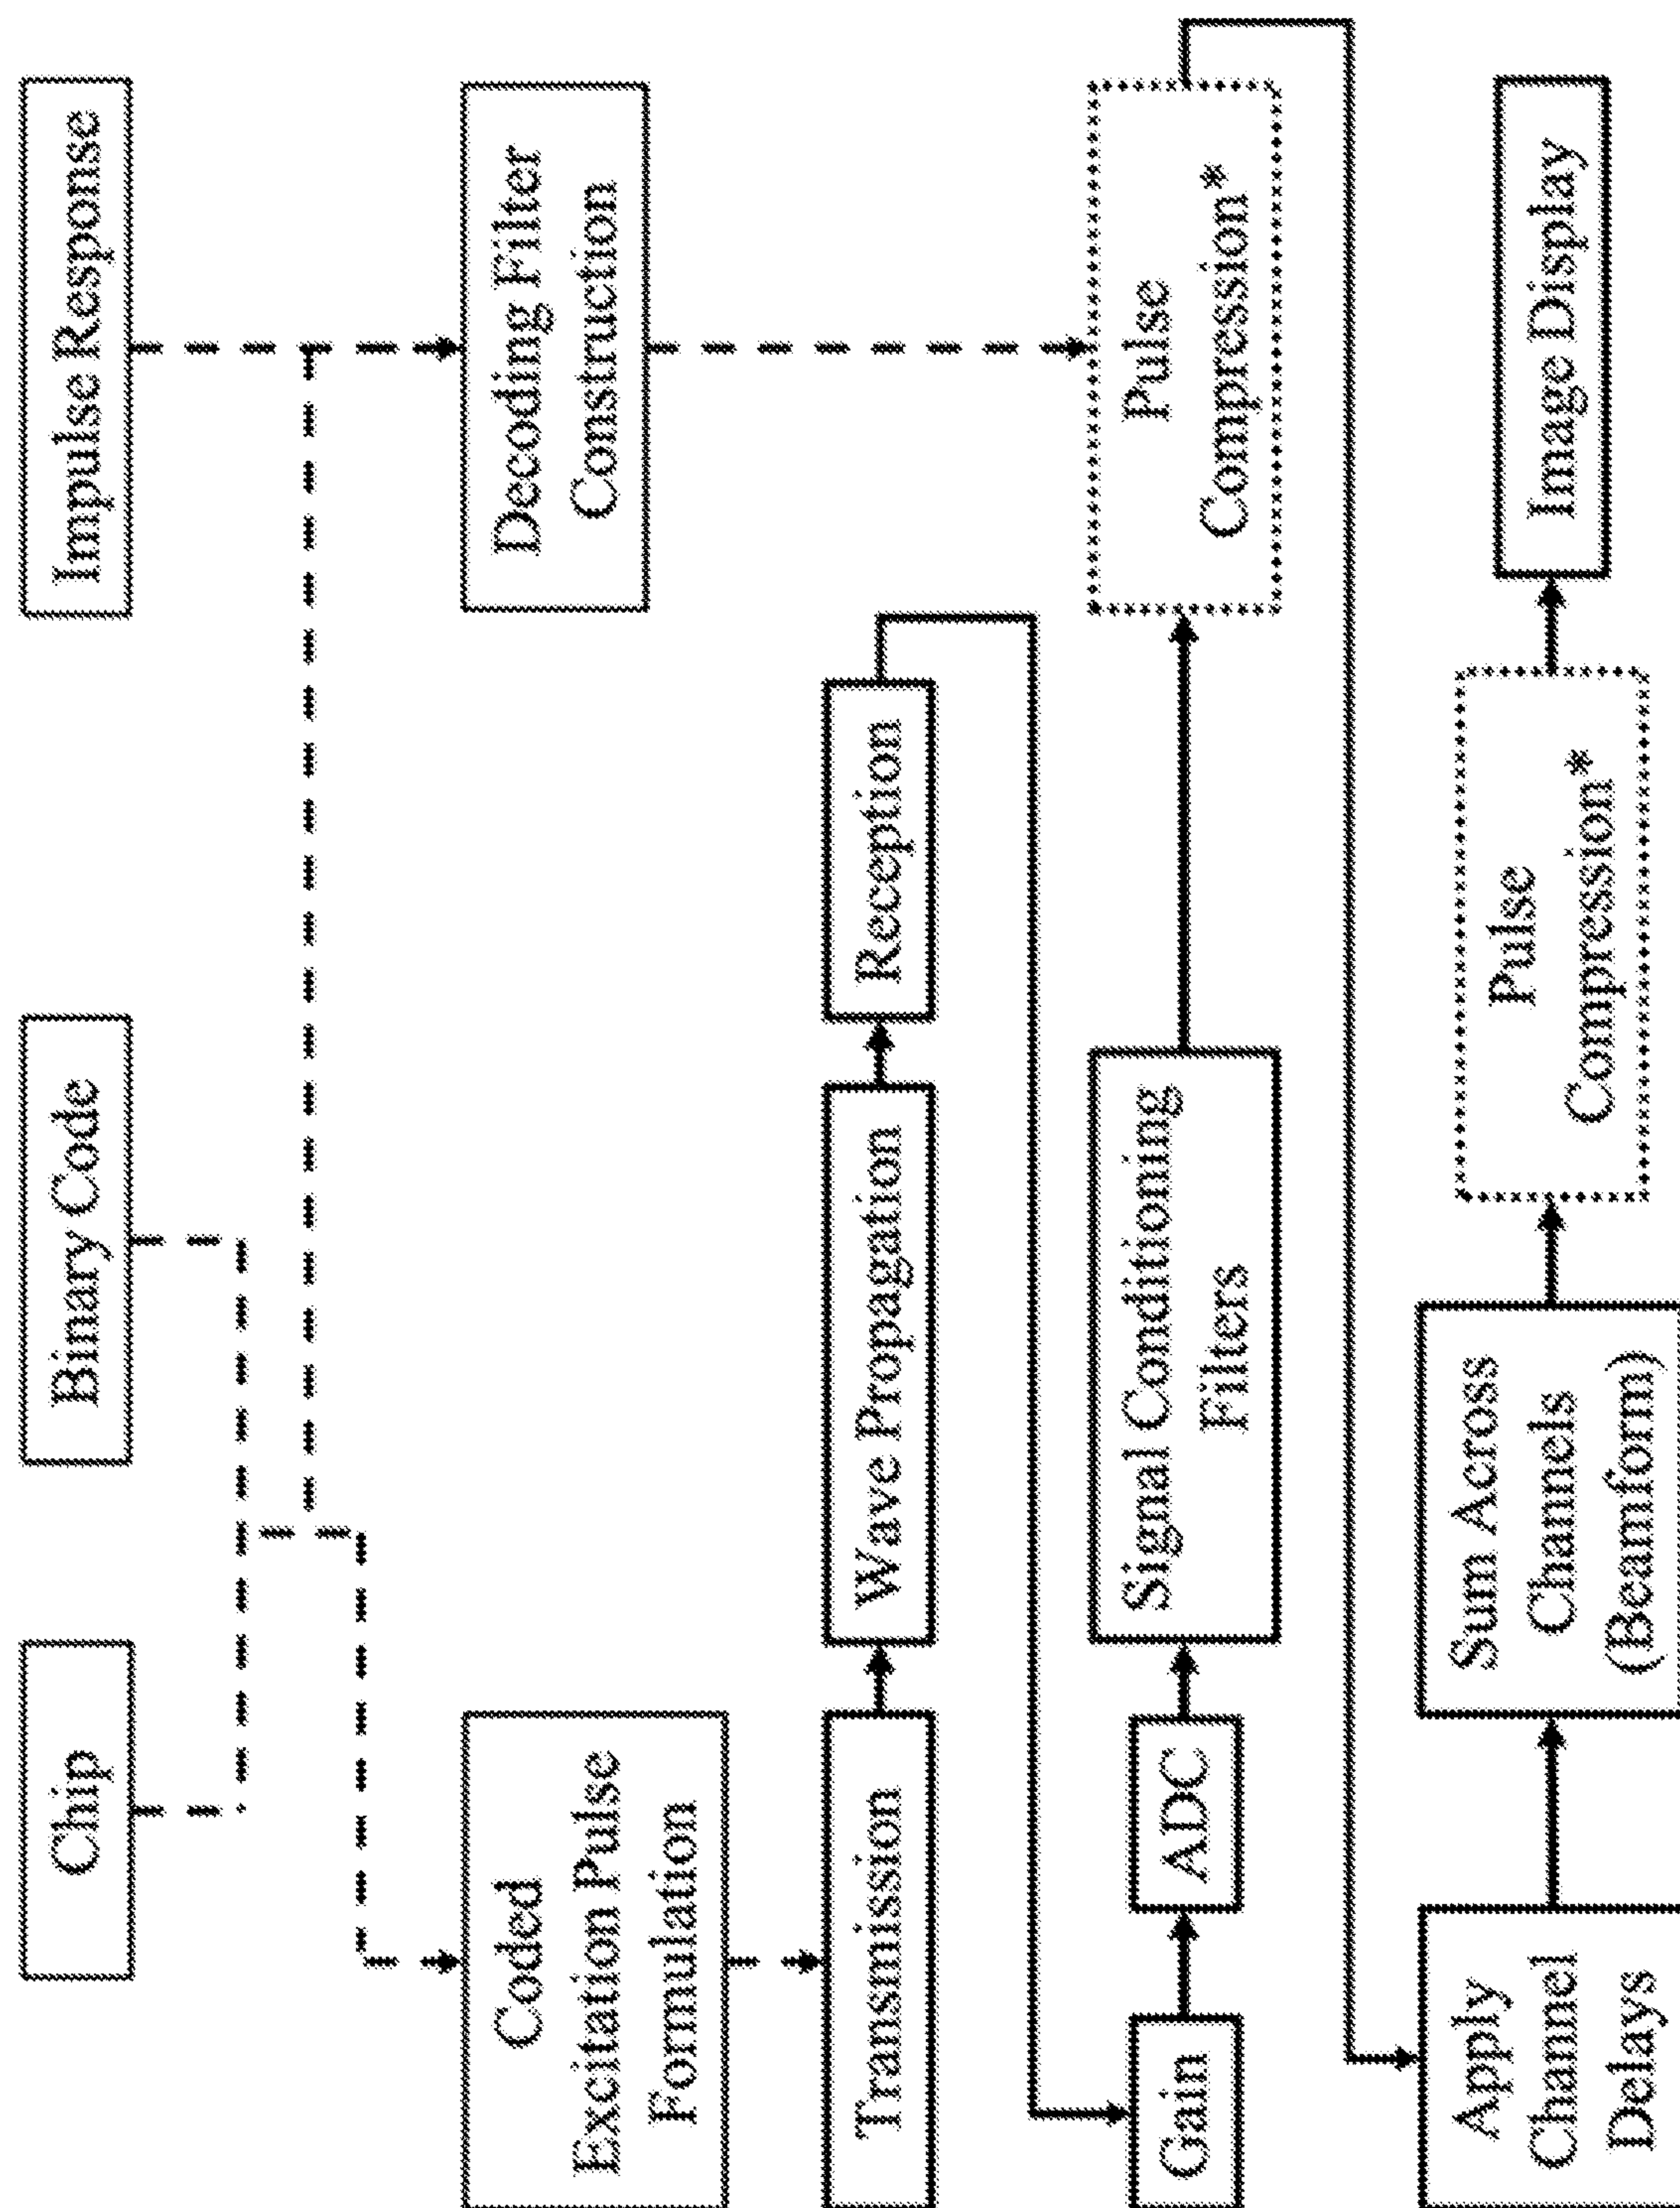 Chip
Binary Code
Impulse Response
Coded
Excitation Pulse
Formulation
Decoding Filter
Construction
Transmission
Wave Propagation
Reception
Gain
ADC
Signal Conditioning
Filters
Pulse
Compression*
Apply
Channel
Delays
Sum Across
Channels
(Beamform)
Pulse
Compression*
Image Display